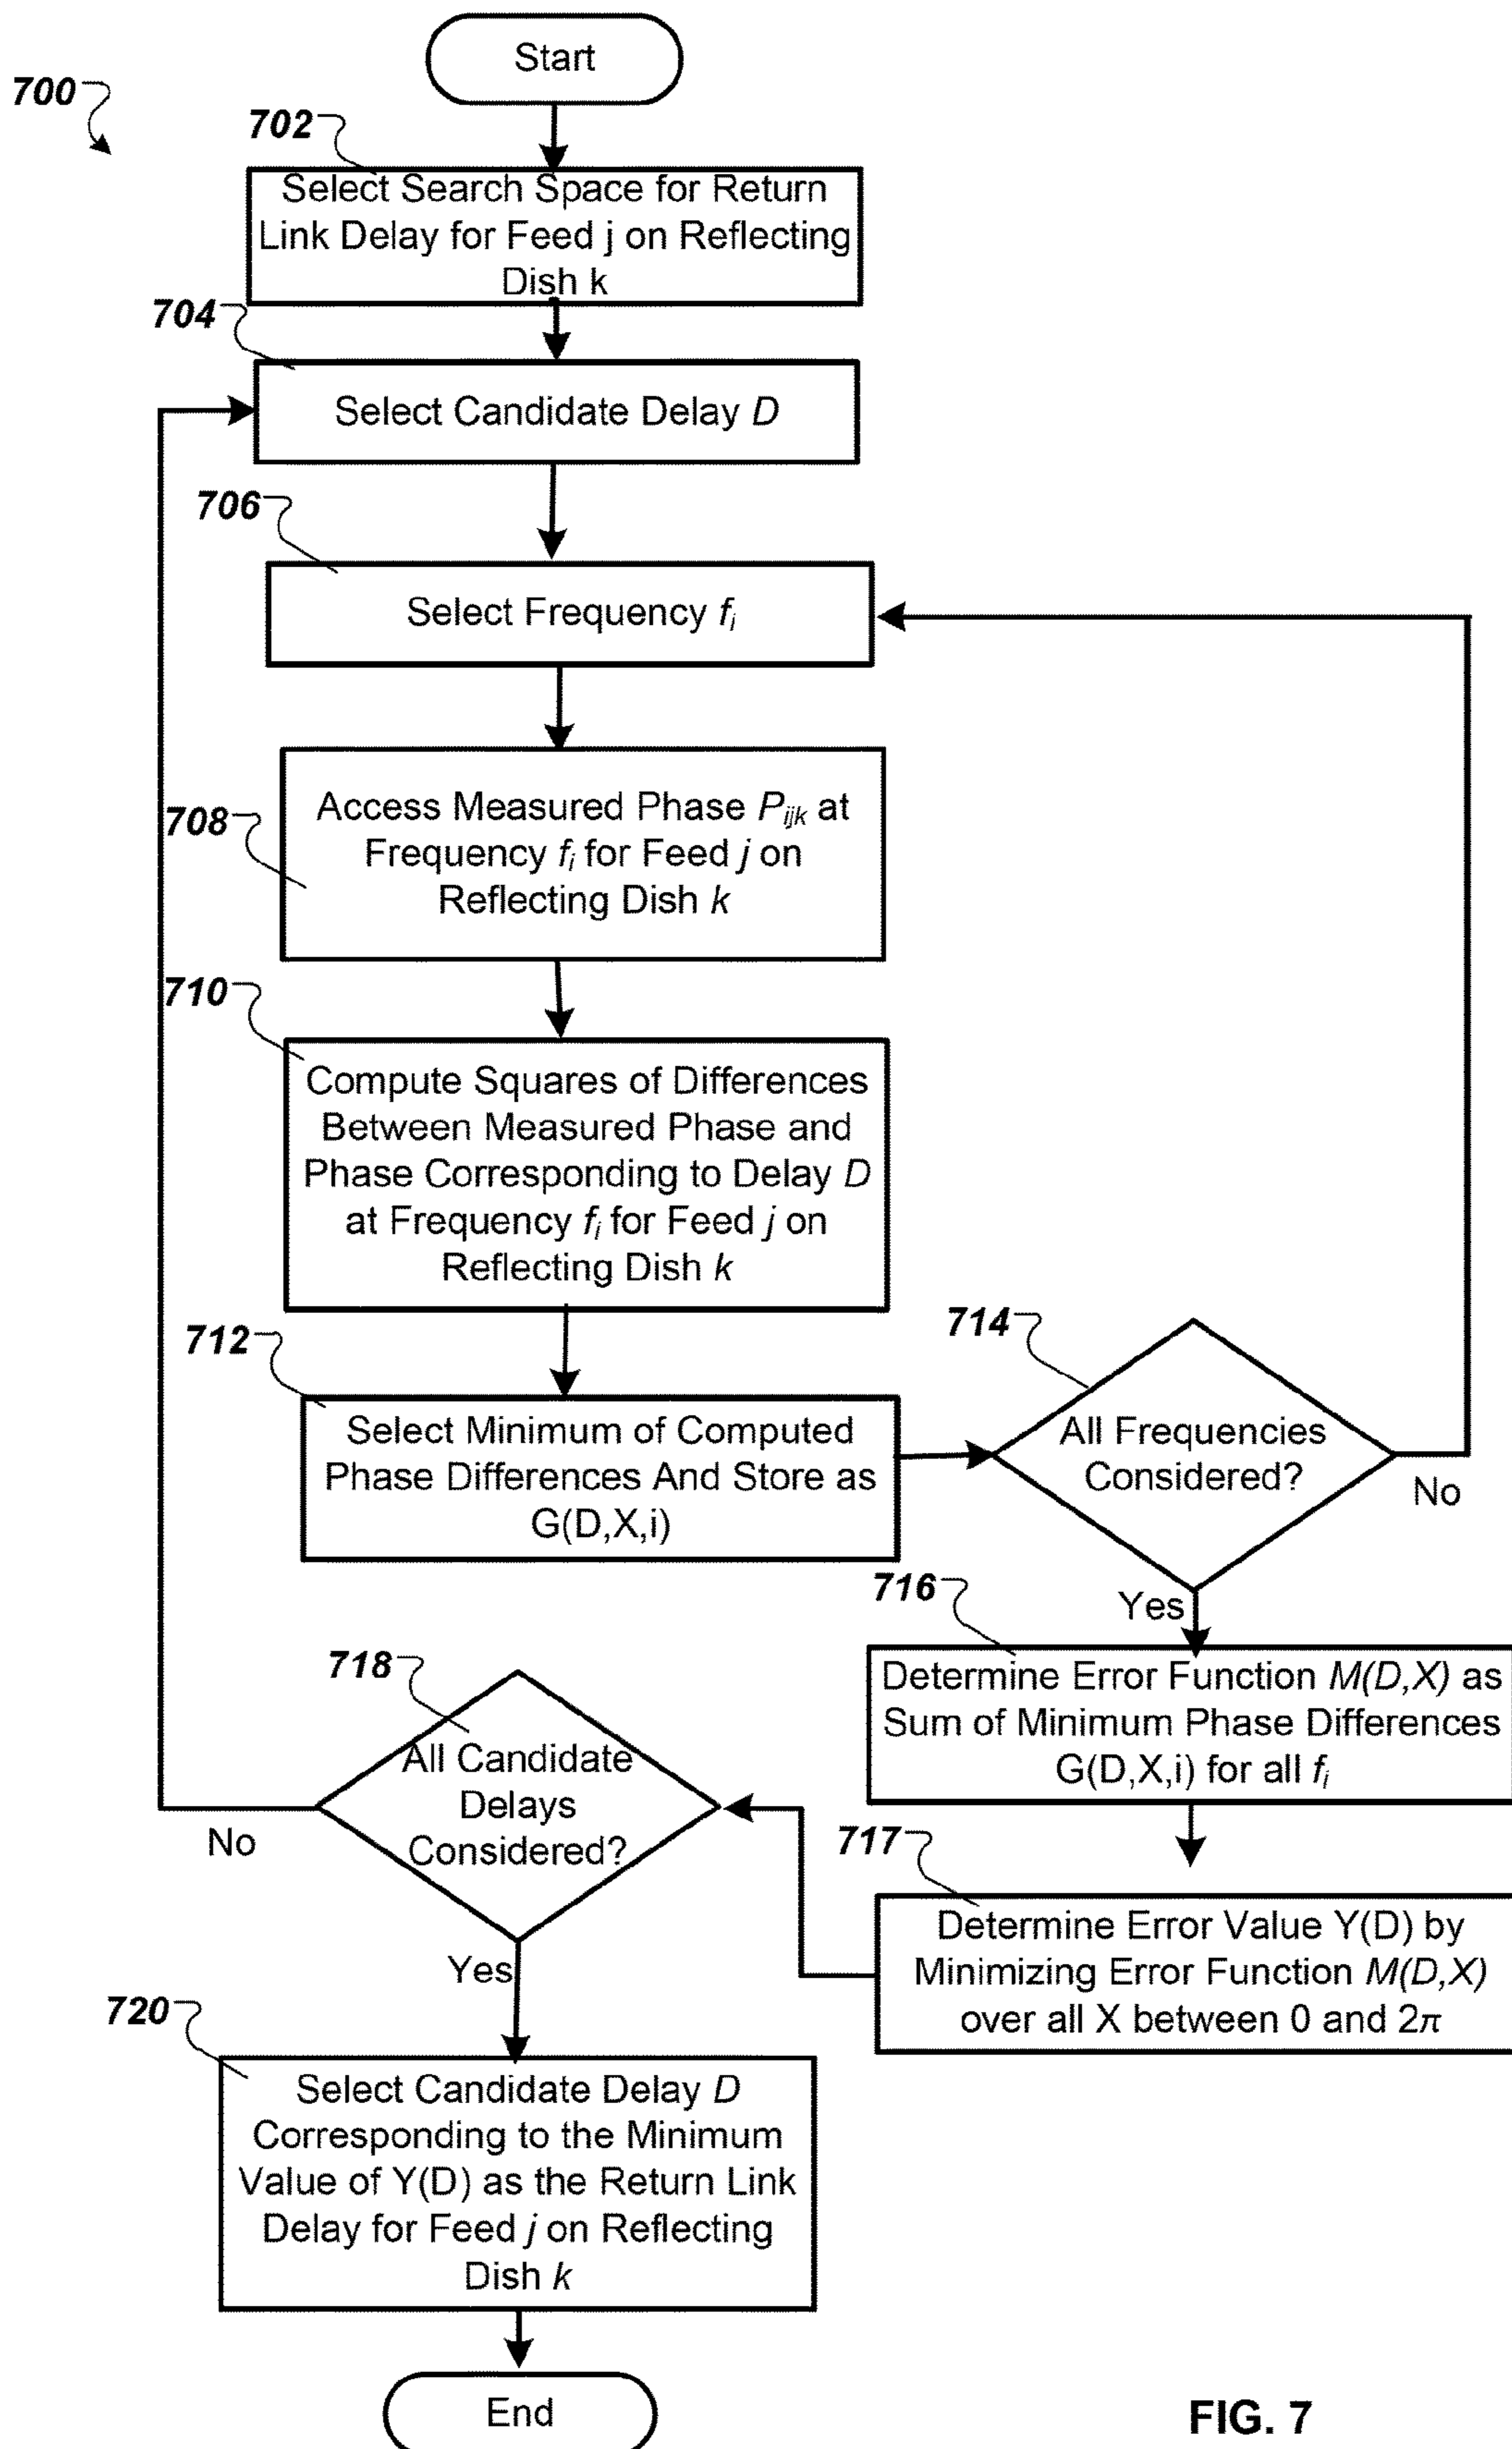 Start
700
702
Select Search Space for Return
Link Delay for Feed j on Reflecting
Dish k
704
Select Candidate Delay D
706
Select Frequency fi
708
Access Measured Phase Pijk at
Frequency fi for Feed j on
Reflecting Dish k
710
Compute Squares of Differences
Between Measured Phase and
Phase Corresponding to Delay D
at Frequency fi for Feed j on
Reflecting Dish k
712
Select Minimum of Computed
Phase Differences And Store as
G(D,X,i)
714
All Frequencies
Considered?
No
Yes
716
Determine Error Function M(D,X) as
Sum of Minimum Phase Differences
G(D,X,i) for all fi
717
Determine Error Value Y(D) by
Minimizing Error Function M(D,X)
over all X between 0 and 2π
718
All Candidate
Delays
Considered?
No
Yes
720
Select Candidate Delay D
Corresponding to the Minimum
Value of Y(D) as the Return Link
Delay for Feed j on Reflecting
Dish k
End
FIG. 7